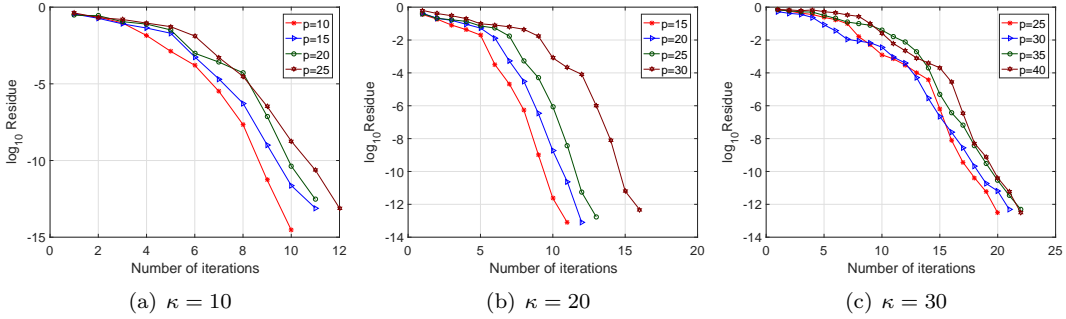 0
-5
-10
-15
log10 Residue
0 2 4 6 8 10 12
Number of iterations
p=10
p=15
p=20
p=25
(a) κ = 10
0
-2
-4
-6
-8
-10
-12
-14
log10 Residue
0 5 10 15 20
Number of iterations
p=15
p=20
p=25
p=30
(b) κ = 20
0
-2
-4
-6
-8
-10
-12
-14
log10 Residue
0 5 10 15 20 25
Number of iterations
p=25
p=30
p=35
p=40
(c) κ = 30